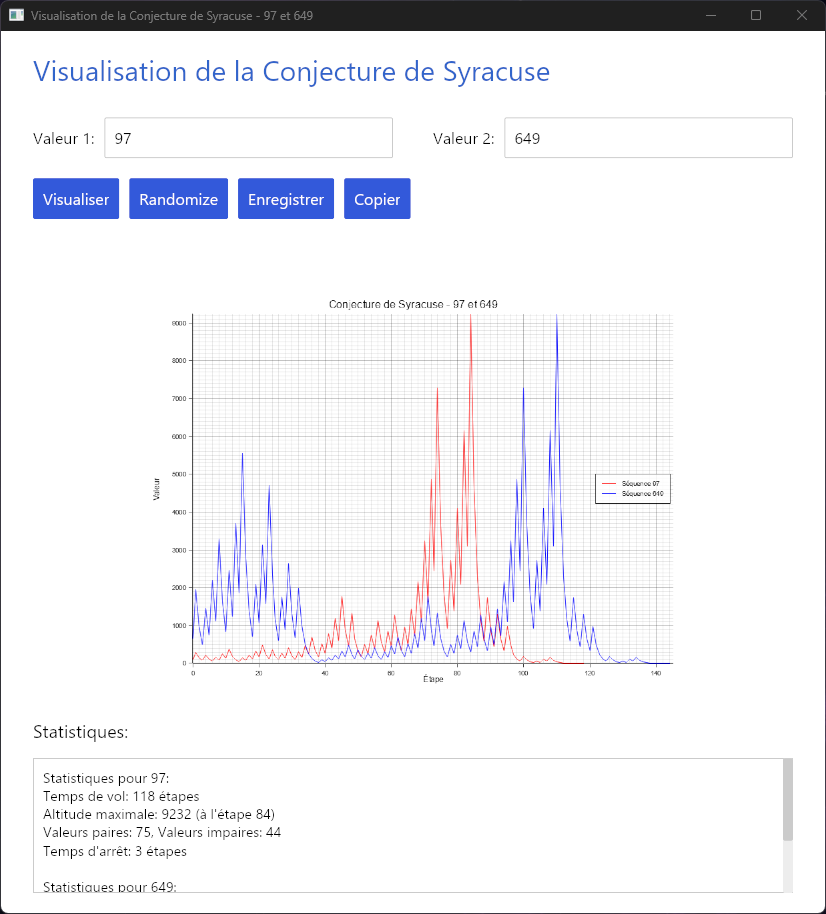 Visualisation de la Conjecture de Syracuse - 97 et 649
Visualisation de la Conjecture de Syracuse
Valeur 1: 97 Valeur 2: 649
Visualiser Randomize Enregistrer Copier
Conjecture de Syracuse - 97 et 649
9000
8000
7000
6000
5000
4000
3000
2000
1000
0
Valeur
Séquence 97
Séquence 649
0 20 40 60 80 100 120 140
Étape
Statistiques:
Statistiques pour 97:
Temps de vol: 118 étapes
Altitude maximale: 9232 (à l'étape 84)
Valeurs paires: 75, Valeurs impaires: 44
Temps d'arrêt: 3 étapes
Statistiques pour 649: